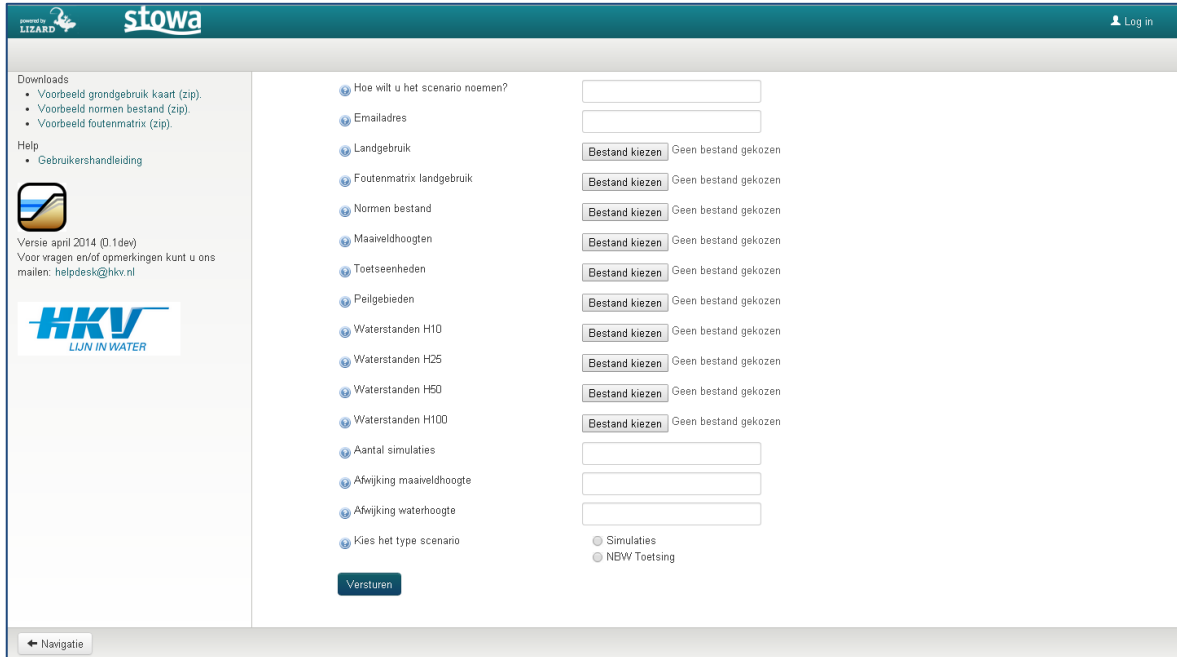 powered by
LIZARD
stowa
Log in
Downloads
Voorbeeld grondgebruik kaart (zip).
Voorbeeld normen bestand (zip).
Voorbeeld foutenmatrix (zip).
Help
Gebruikershandleiding
Versie april 2014 (0.1dev)
Voor vragen en/of opmerkingen kunt u ons
mailen: helpdesk@hkv.nl
HKV
LIJN IN WATER
Hoe wilt u het scenario noemen?
Emailadres
Landgebruik Bestand kiezen Geen bestand gekozen
Foutenmatrix landgebruik Bestand kiezen Geen bestand gekozen
Normen bestand Bestand kiezen Geen bestand gekozen
Maaiveldhoogten Bestand kiezen Geen bestand gekozen
Toetseenheden Bestand kiezen Geen bestand gekozen
Peilgebieden Bestand kiezen Geen bestand gekozen
Waterstanden H10 Bestand kiezen Geen bestand gekozen
Waterstanden H25 Bestand kiezen Geen bestand gekozen
Waterstanden H50 Bestand kiezen Geen bestand gekozen
Waterstanden H100 Bestand kiezen Geen bestand gekozen
Aantal simulaties
Afwijking maaiveldhoogte
Afwijking waterhoogte
Kies het type scenario Simulaties
NBW Toetsing
Versturen
Navigatie